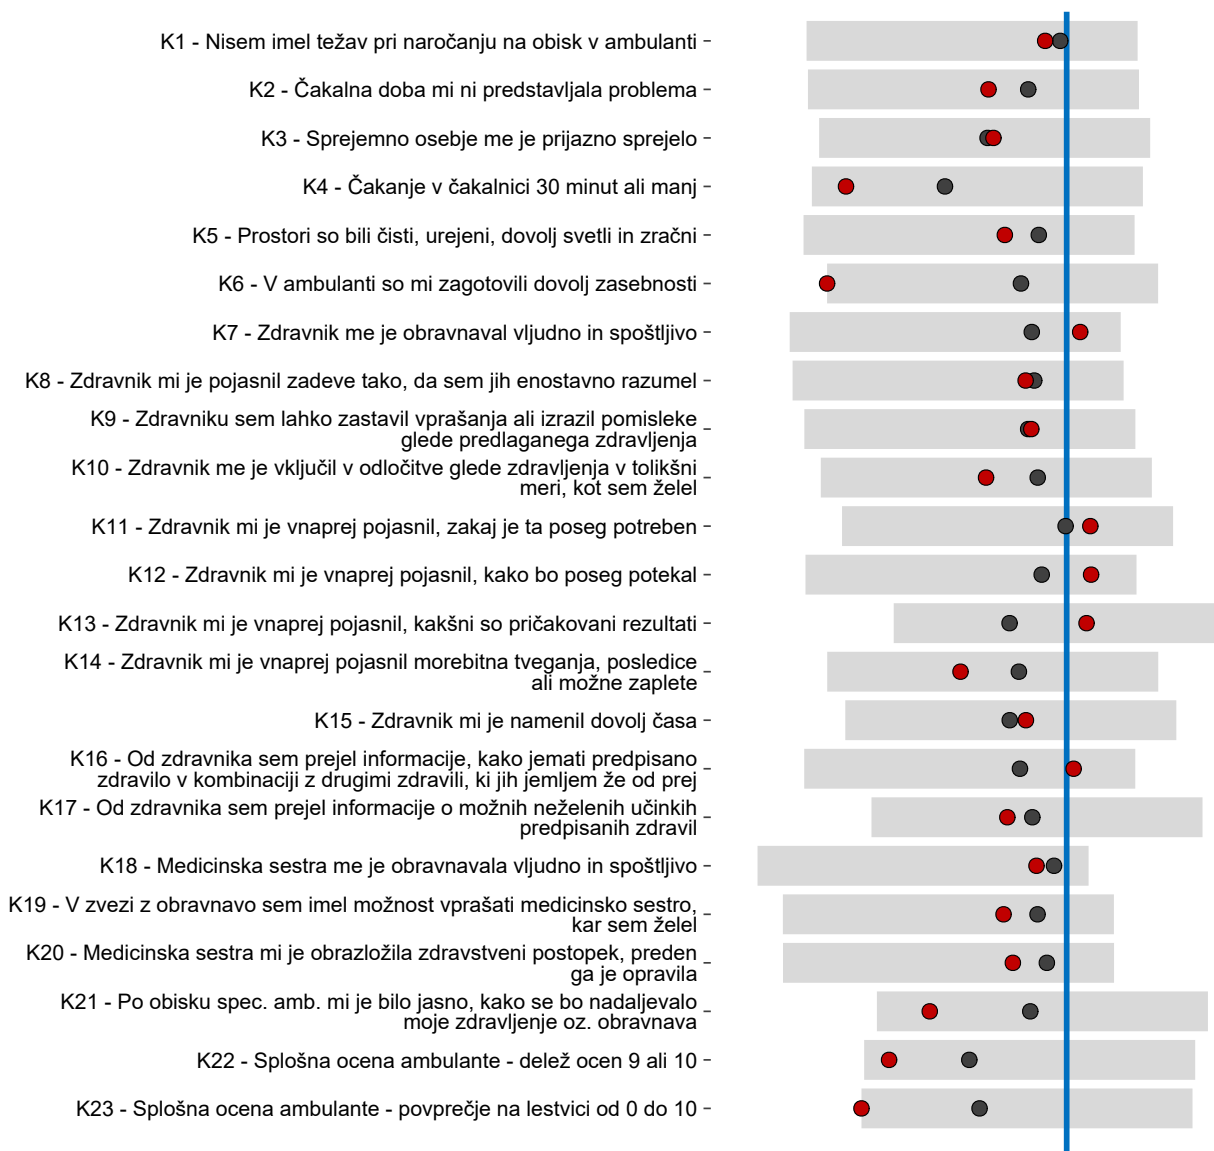 K1 - Nisem imel težav pri naročanju na obisk v ambulanti
K2 - Čakalna doba mi ni predstavljala problema
K3 - Sprejemno osebje me je prijazno sprejelo
K4 - Čakanje v čakalnici 30 minut ali manj
K5 - Prostori so bili čisti, urejeni, dovolj svetli in zračni
K6 - V ambulanti so mi zagotovili dovolj zasebnosti
K7 - Zdravnik me je obravnaval vljudno in spoštljivo
K8 - Zdravnik mi je pojasnil zadeve tako, da sem jih enostavno razumel
K9 - Zdravniku sem lahko zastavil vprašanja ali izrazil pomisleke
glede predlaganega zdravljenja
K10 - Zdravnik me je vključil v odločitve glede zdravljenja v tolikšni
meri, kot sem želel
K11 - Zdravnik mi je vnaprej pojasnil, zakaj je ta poseg potreben
K12 - Zdravnik mi je vnaprej pojasnil, kako bo poseg potekal
K13 - Zdravnik mi je vnaprej pojasnil, kakšni so pričakovani rezultati
K14 - Zdravnik mi je vnaprej pojasnil morebitna tveganja, posledice
ali možne zaplete
K15 - Zdravnik mi je namenil dovolj časa
K16 - Od zdravnika sem prejel informacije, kako jemati predpisano
zdravilo v kombinaciji z drugimi zdravili, ki jih jemljem že od prej
K17 - Od zdravnika sem prejel informacije o možnih neželenih učinkih
predpisanih zdravil
K18 - Medicinska sestra me je obravnavala vljudno in spoštljivo
K19 - V zvezi z obravnavo sem imel možnost vprašati medicinsko sestro,
kar sem želel
K20 - Medicinska sestra mi je obrazložila zdravstveni postopek, preden
ga je opravila
K21 - Po obisku spec. amb. mi je bilo jasno, kako se bo nadaljevalo
moje zdravljenje oz. obravnava
K22 - Splošna ocena ambulante - delež ocen 9 ali 10
K23 - Splošna ocena ambulante - povprečje na lestvici od 0 do 10